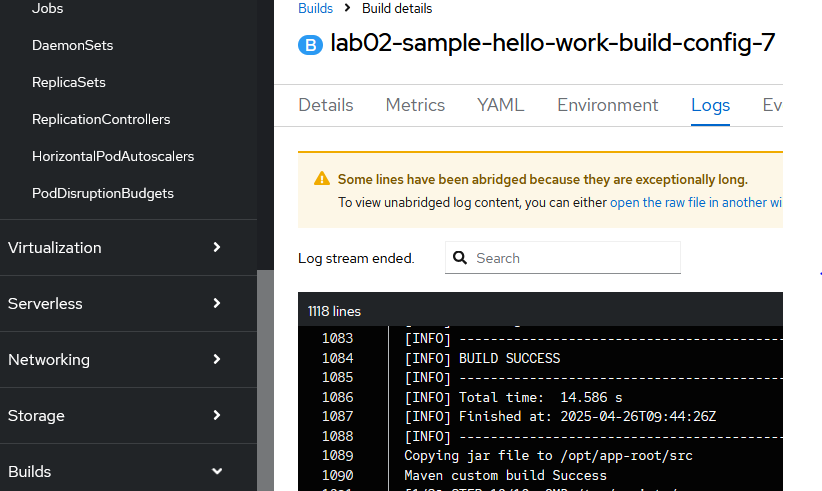 Jobs
DaemonSets
ReplicaSets
ReplicationControllers
HorizontalPodAutoscalers
PodDisruptionBudgets
Virtualization
Serverless
Networking
Storage
Builds
Builds > Build details
B lab02-sample-hello-work-build-config-7
Details Metrics YAML Environment Logs Ev
Some lines have been abridged because they are exceptionally long.
To view unabridged log content, you can either open the raw file in another wi
Log stream ended. Search
1118 lines
1083 [INFO] ------------------------------------------
1084 [INFO] BUILD SUCCESS
1085 [INFO] ------------------------------------------
1086 [INFO] Total time:  14.586 s
1087 [INFO] Finished at: 2025-04-26T09:44:26Z
1088 [INFO] ------------------------------------------
1089 Copying jar file to /opt/app-root/src
1090 Maven custom build Success